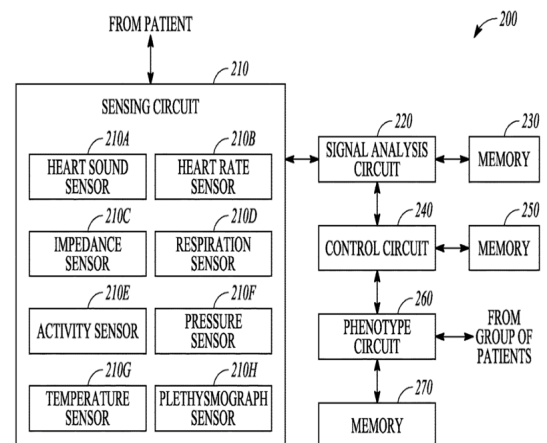 FROM PATIENT
200
210
SENSING CIRCUIT
210A
210B
HEART SOUND
SENSOR
HEART RATE
SENSOR
210C
210D
IMPEDANCE
SENSOR
RESPIRATION
SENSOR
210E
210F
ACTIVITY SENSOR
PRESSURE
SENSOR
210G
210H
TEMPERATURE
SENSOR
PLETHYSMOGRAPH
SENSOR
220
SIGNAL ANALYSIS
CIRCUIT
230
MEMORY
240
CONTROL CIRCUIT
250
MEMORY
260
PHENOTYPE
CIRCUIT
FROM
GROUP OF
PATIENTS
270
MEMORY